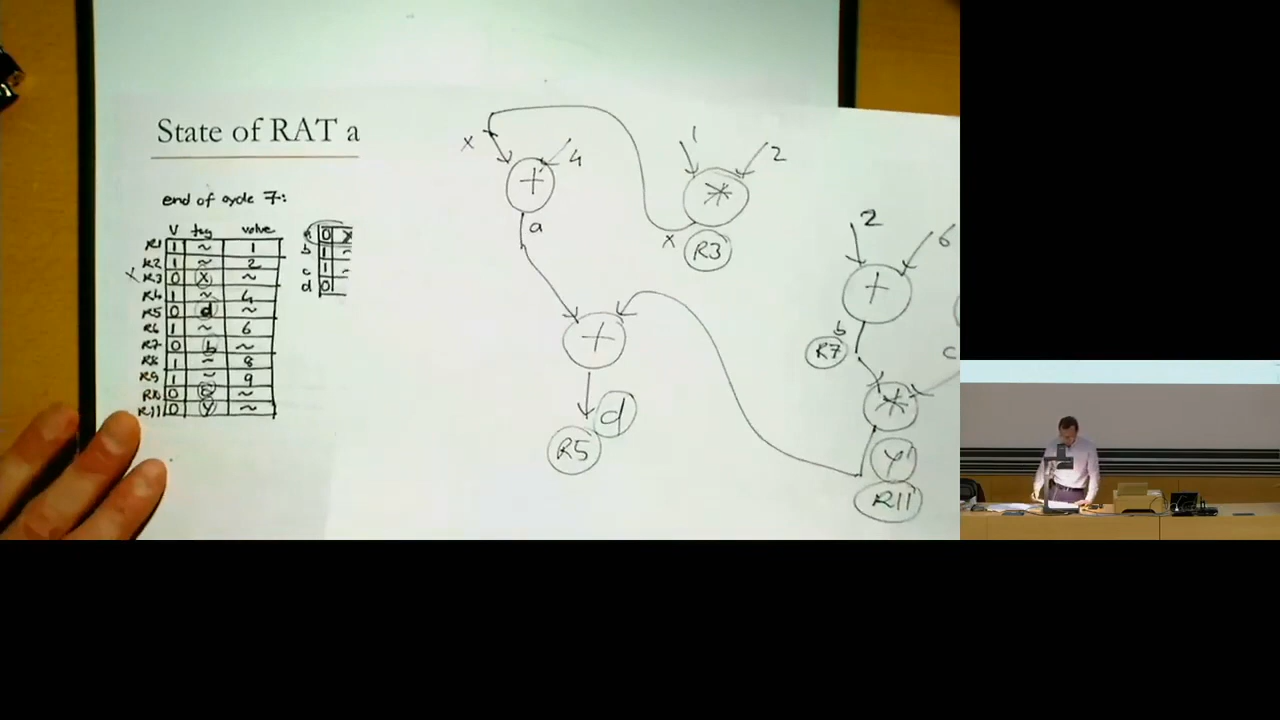 State of RAT a
end of cycle 7:
V tag value
R1 1 ~ 1
R2 1 ~ 2
X R3 0 X ~
R4 1 ~ 4
R5 0 d ~
R6 1 ~ 6
R7 0 b ~
R8 1 ~ 8
R9 1 ~ 9
R10 0 c ~
R11 0 Y ~
a 0 X
b 1 ~
c 1 ~
d 0
X 4
+
a
1 2
*
X R3
+
d
R5
2 6
+
b
R7
c
*
Y
R11